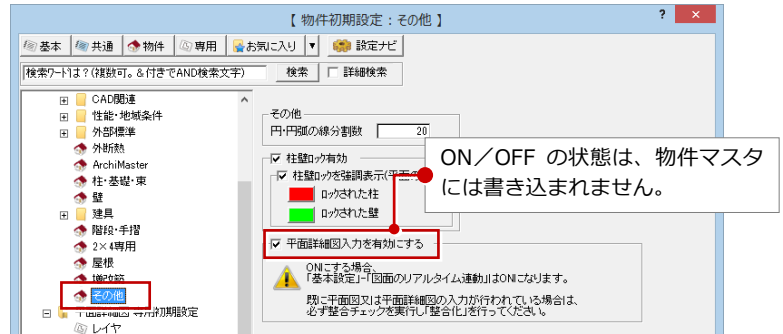 【 物件初期設定：その他 】
? ×
基本 共通 物件 専用 お気に入り ▼ 設定ナビ
検索ワードは？(複数可。＆付きでAND検索文字) 検索 詳細検索
CAD関連
性能・地域条件
外部標準
外断熱
ArchiMaster
柱・基礎・束
壁
建具
階段・手摺
2×4専用
屋根
増改築
その他
平面詳細図 専用初期設定
レイヤ
その他
円・円弧の線分割数 20
柱壁ロック有効
柱壁ロックを強調表示(平面の
ロックされた柱
ロックされた壁
平面詳細図入力を有効にする
ONにする場合、
「基本設定」-「図面のリアルタイム連動」はONになります。
既に平面図又は平面詳細図の入力が行われている場合は、
必ず整合チェックを実行し「整合化」を行ってください。
ON／OFF の状態は、物件マスタ
には書き込まれません。